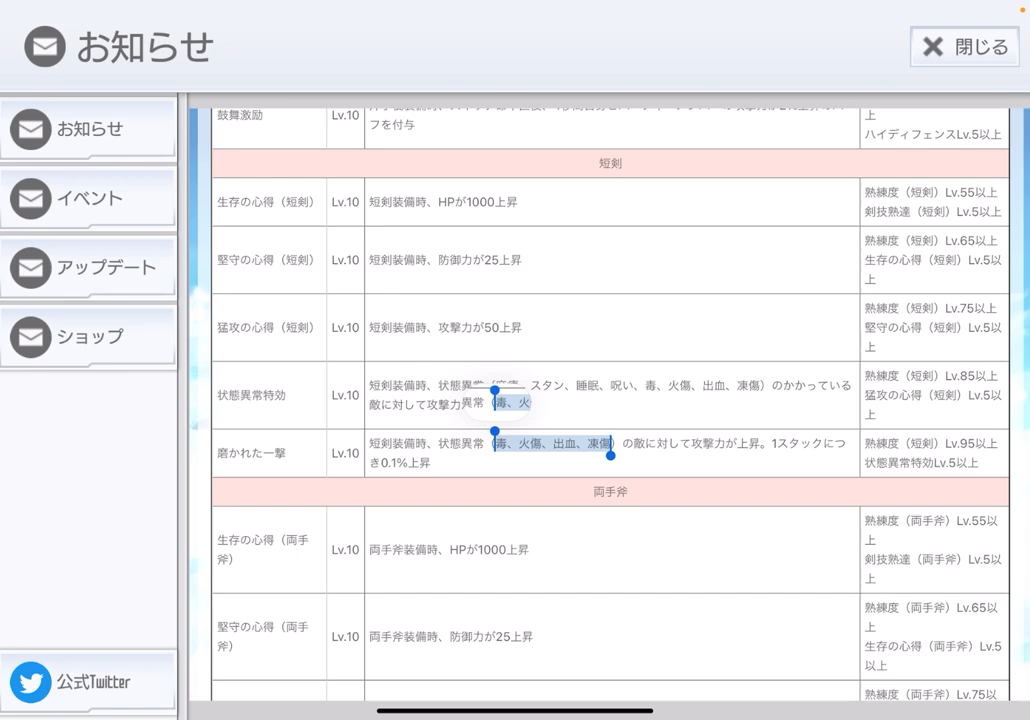 お知らせ
閉じる
お知らせ
イベント
アップデート
ショップ
公式Twitter
鼓舞激励
Lv.10
フを付与
上
ハイディフェンスLv.5以上
短剣
生存の心得（短剣）
Lv.10
短剣装備時、HPが1000上昇
熟練度（短剣）Lv.55以上
剣技熟達（短剣）Lv.5以上
堅守の心得（短剣）
Lv.10
短剣装備時、防御力が25上昇
熟練度（短剣）Lv.65以上
生存の心得（短剣）Lv.5以
上
猛攻の心得（短剣）
Lv.10
短剣装備時、攻撃力が50上昇
熟練度（短剣）Lv.75以上
堅守の心得（短剣）Lv.5以
上
状態異常特効
Lv.10
短剣装備時、状態異常 スタン、睡眠、呪い、毒、火傷、出血、凍傷）のかかっている
敵に対して攻撃力
異常（毒、火
熟練度（短剣）Lv.85以上
猛攻の心得（短剣）Lv.5以
上
磨かれた一撃
Lv.10
短剣装備時、状態異常（毒、火傷、出血、凍傷）の敵に対して攻撃力が上昇。1スタックにつ
き0.1%上昇
熟練度（短剣）Lv.95以上
状態異常特効Lv.5以上
両手斧
生存の心得（両手
斧）
Lv.10
両手斧装備時、HPが1000上昇
熟練度（両手斧）Lv.55以
上
剣技熟達（両手斧）Lv.5以
上
堅守の心得（両手
斧）
Lv.10
両手斧装備時、防御力が25上昇
熟練度（両手斧）Lv.65以
上
生存の心得（両手斧）Lv.5
以上
熟練度（両手斧）Lv.75以